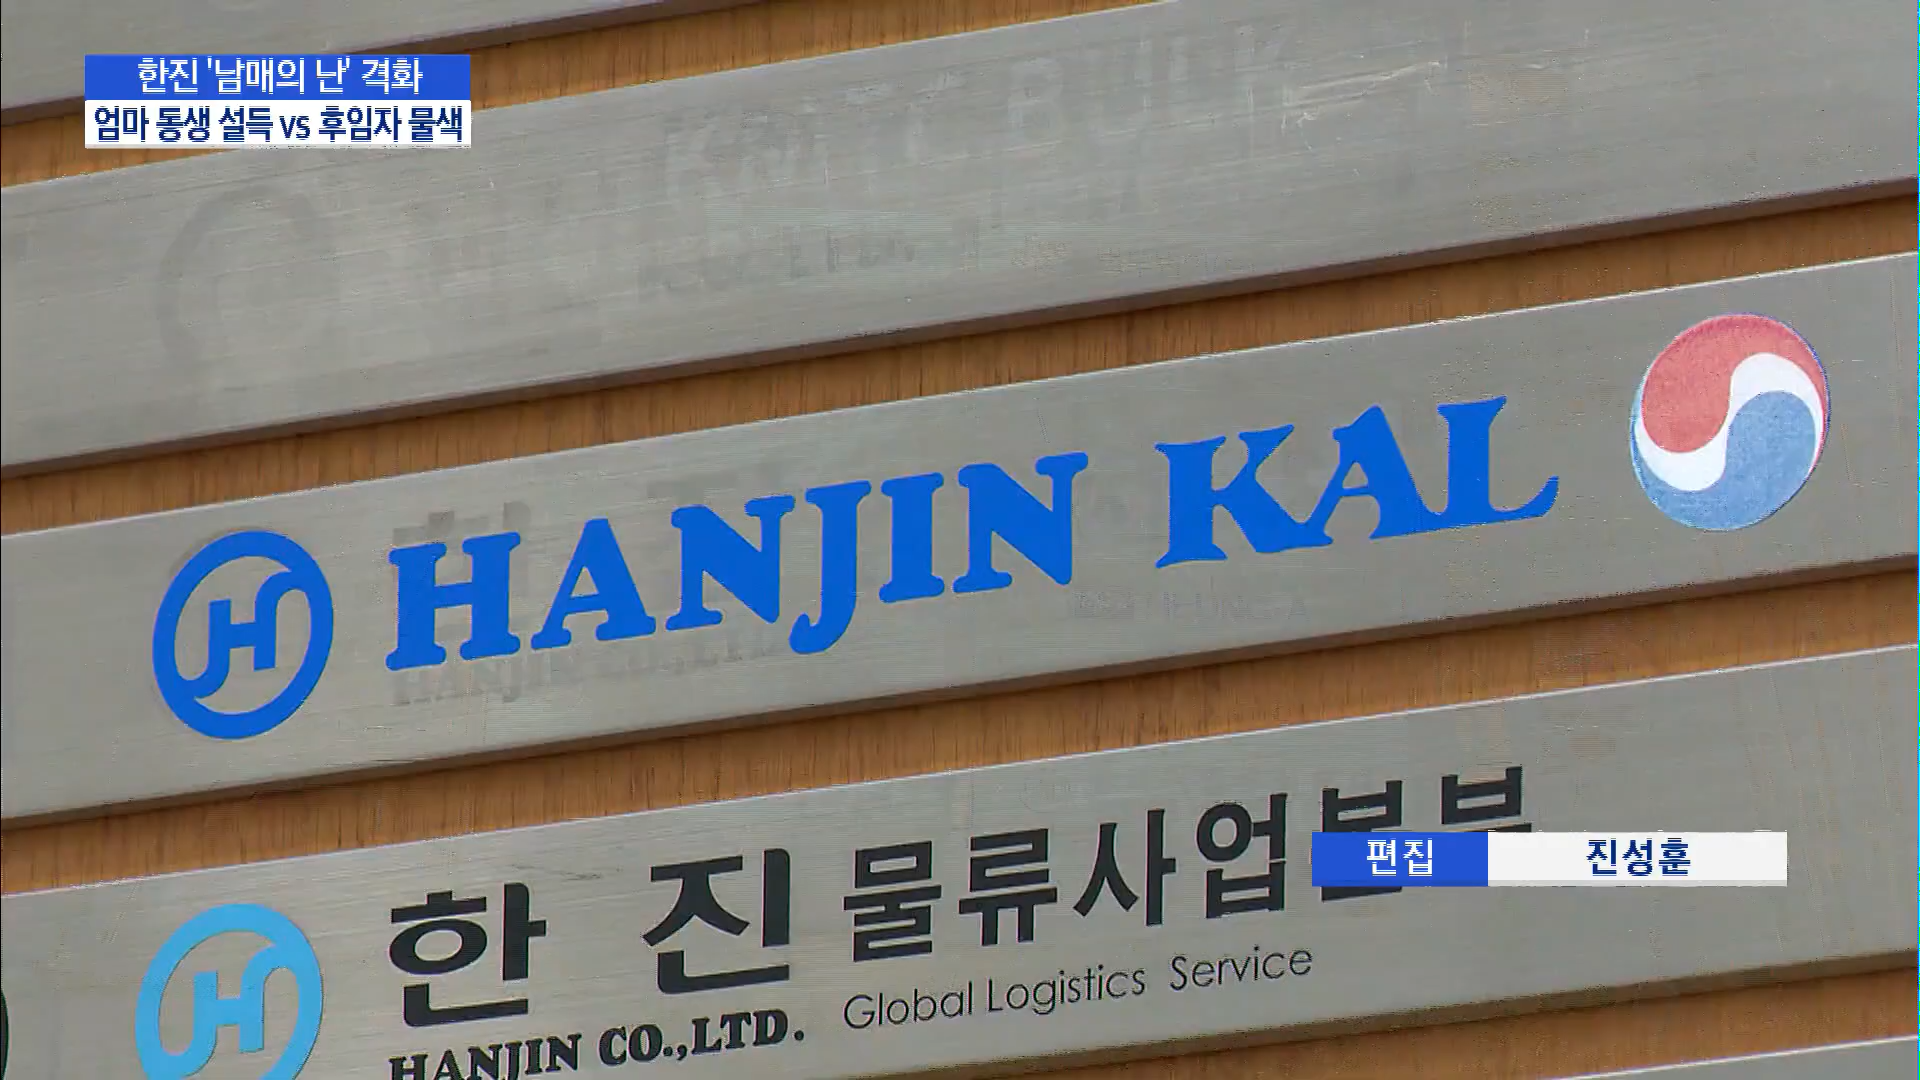 한진 '남매의 난' 격화
엄마 동생 설득 vs 후임자 물색
HANJIN KAL
한 진 물류사업본부
Global Logistics Service
HANJIN CO.,LTD.
편집 진성훈